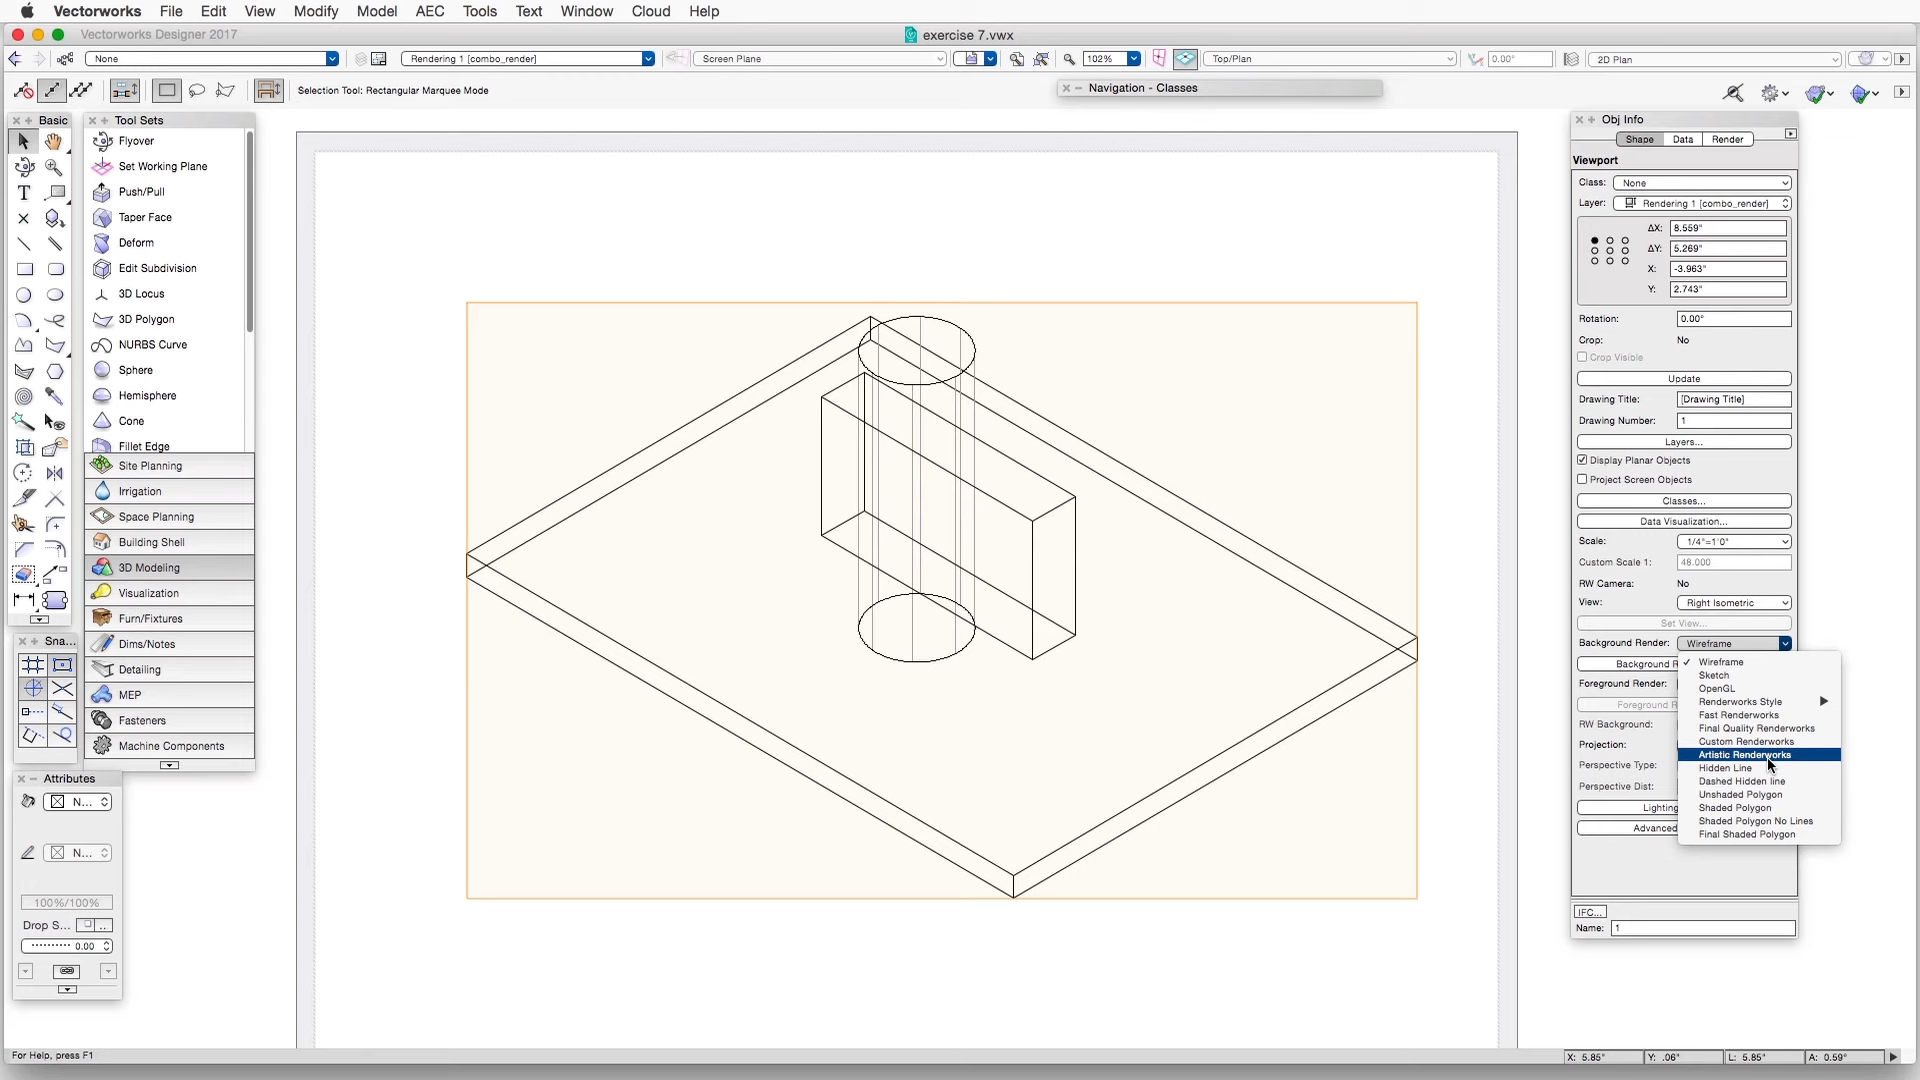 Vectorworks File Edit View Modify Model AEC Tools Text Window Cloud Help
Vectorworks Designer 2017
exercise 7.vwx
None
Rendering 1 [combo_render]
Screen Plane
102%
Top/Plan
0.00°
2D Plan
Selection Tool: Rectangular Marquee Mode
Navigation - Classes
Basic
Tool Sets
Flyover
Set Working Plane
Push/Pull
Taper Face
Deform
Edit Subdivision
3D Locus
3D Polygon
NURBS Curve
Sphere
Hemisphere
Cone
Fillet Edge
Site Planning
Irrigation
Space Planning
Building Shell
3D Modeling
Visualization
Furn/Fixtures
Dims/Notes
Detailing
MEP
Fasteners
Machine Components
Sna...
Attributes
N...
N...
100%/100%
Drop S...
0.00
For Help, press F1
Obj Info
Shape Data Render
Viewport
Class: None
Layer: Rendering 1 [combo_render]
ΔX: 8.559"
ΔY: 5.269"
X: -3.963"
Y: 2.743"
Rotation: 0.00°
Crop: No
Crop Visible
Update
Drawing Title: [Drawing Title]
Drawing Number: 1
Layers...
Display Planar Objects
Project Screen Objects
Classes...
Data Visualization...
Scale: 1/4"=1'0"
Custom Scale 1: 48.000
RW Camera: No
View: Right Isometric
Set View...
Background Render: Wireframe
Background R
Foreground Render:
Foreground R
RW Background:
Projection:
Perspective Type:
Perspective Dist:
Lighting
Advanced
Wireframe
Sketch
OpenGL
Renderworks Style
Fast Renderworks
Final Quality Renderworks
Custom Renderworks
Artistic Renderworks
Hidden Line
Dashed Hidden line
Unshaded Polygon
Shaded Polygon
Shaded Polygon No Lines
Final Shaded Polygon
IFC...
Name: 1
X: 5.85" Y: .06" L: 5.85" A: 0.59°